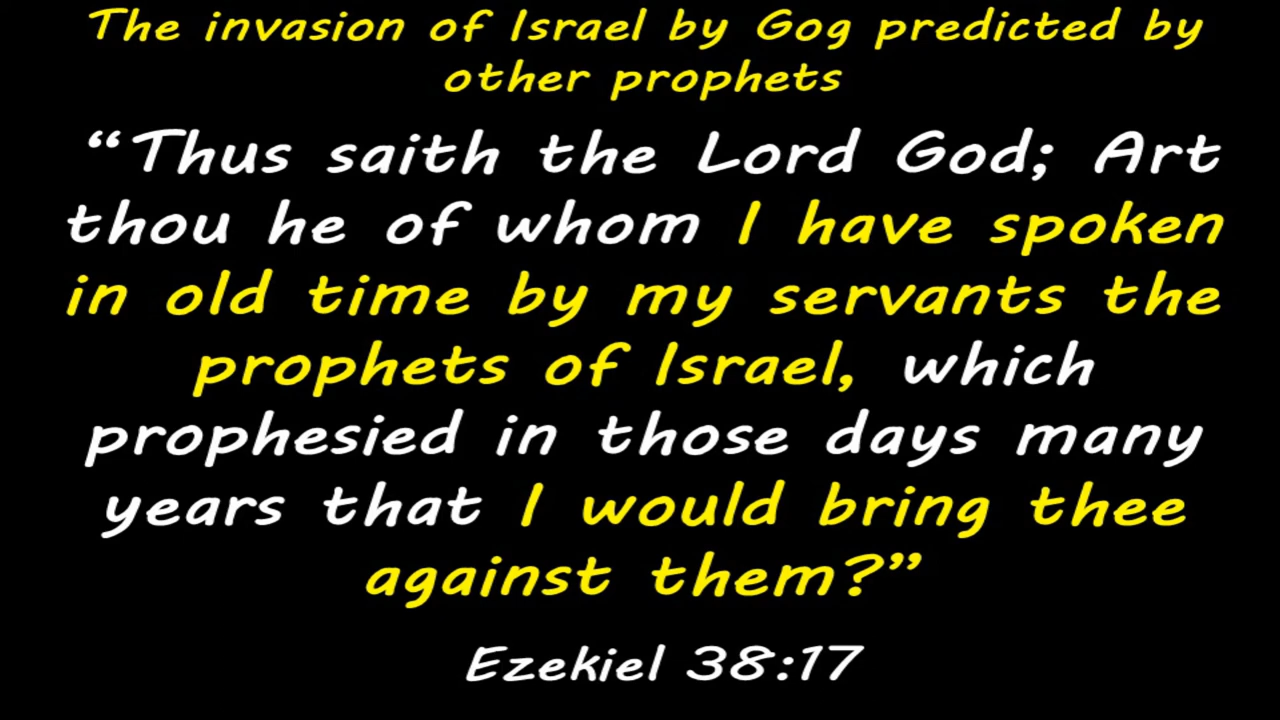 The invasion of Israel by Gog predicted by
other prophets
“Thus saith the Lord God; Art
thou he of whom I have spoken
in old time by my servants the
prophets of Israel, which
prophesied in those days many
years that I would bring thee
against them?”
Ezekiel 38:17